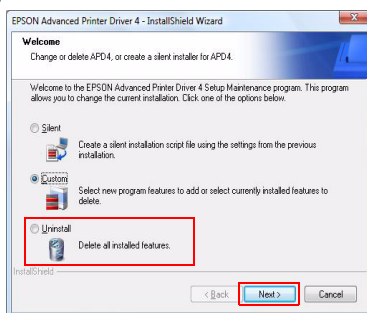 EPSON Advanced Printer Driver 4 - InstallShield Wizard
Welcome
Change or delete APD4, or create a silent installer for APD4.
Welcome to the EPSON Advanced Printer Driver 4 Setup Maintenance program. This program
allows you to change the current installation. Click one of the options below.
Silent
Create a silent installation script file using the settings from the previous
installation.
Custom
Select new program features to add or select currently installed features to
delete.
Uninstall
Delete all installed features.
InstallShield
< Back
Next >
Cancel